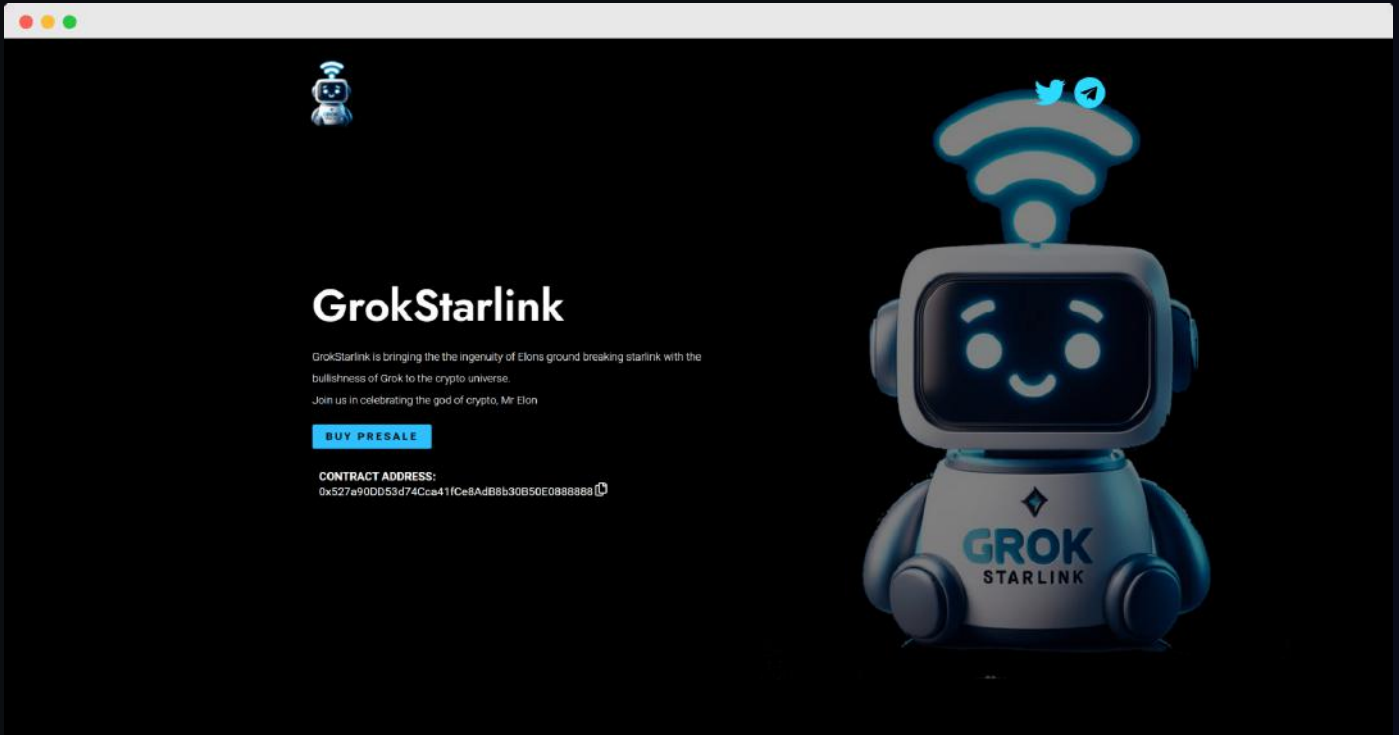 GrokStarlink
GrokStarlink is bringing the the ingenuity of Elons ground breaking starlink with the
bullishness of Grok to the crypto universe.
Join us in celebrating the god of crypto, Mr Elon
BUY PRESALE
CONTRACT ADDRESS:
0x527a90DD53d74Cca41fCe8AdB8b30B50E0888888
GROK
STARLINK